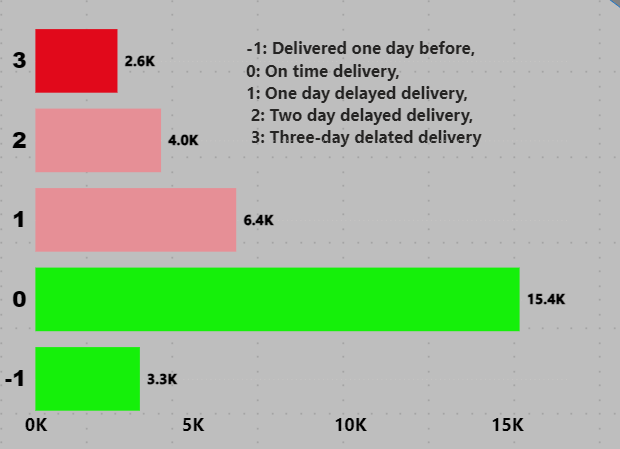 3
2.6K
-1: Delivered one day before,
0: On time delivery,
1: One day delayed delivery,
2: Two day delayed delivery,
3: Three-day delated delivery
2
4.0K
1
6.4K
0
15.4K
-1
3.3K
0K 5K 10K 15K